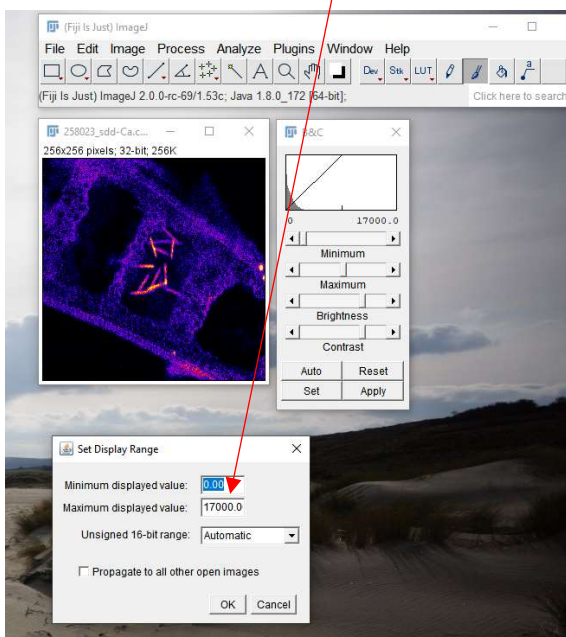 (Fiji Is Just) ImageJ
File Edit Image Process Analyze Plugins Window Help
A Dev Stk LUT a
(Fiji Is Just) ImageJ 2.0.0-rc-69/1.53c; Java 1.8.0_172 [64-bit]; Click here to search
258023_sdd-Ca.c...
256x256 pixels; 32-bit; 256K
B&C
0 17000.0
Minimum
Maximum
Brightness
Contrast
Auto Reset
Set Apply
Set Display Range
Minimum displayed value: 0.00
Maximum displayed value: 17000.0
Unsigned 16-bit range: Automatic
Propagate to all other open images
OK Cancel